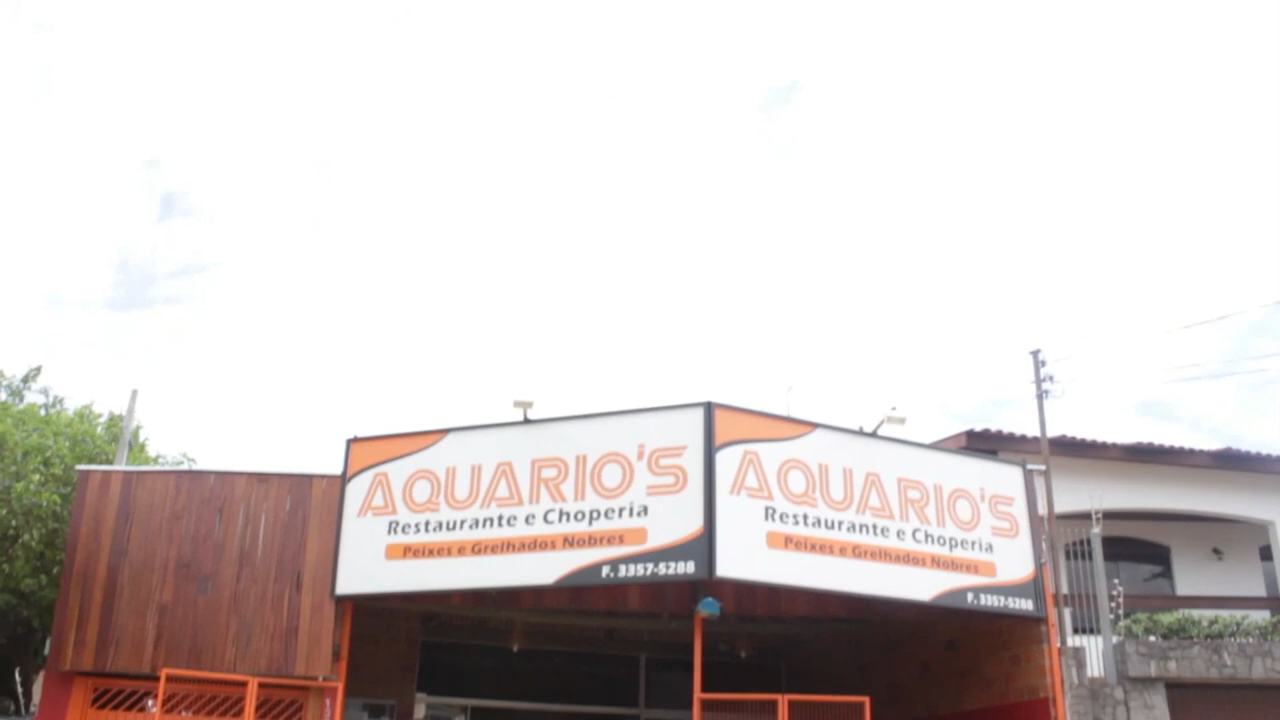 AQUARIO'S
Restaurante e Choperia
Peixes e Grelhados Nobres
F. 3357-5288
AQUARIO'S
Restaurante e Choperia
Peixes e Grelhados Nobres
F. 3357-5288